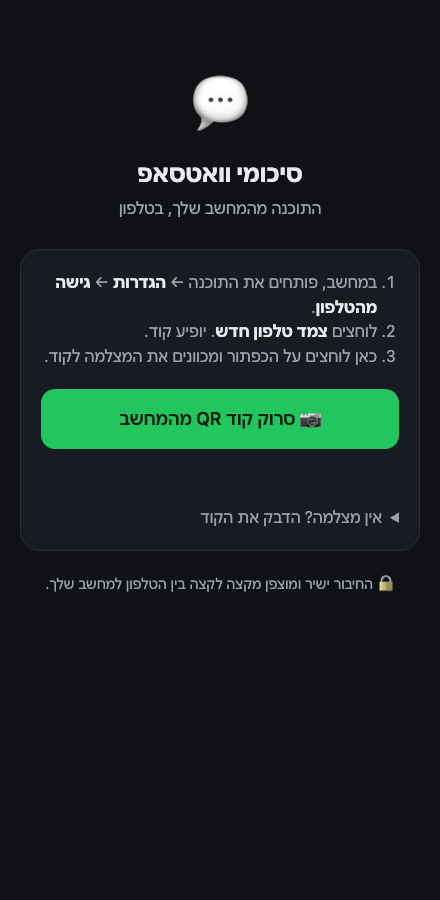 סיכומי וואטסאפ
התוכנה מהמחשב שלך, בטלפון
1. במחשב, פותחים את התוכנה ← הגדרות ← גישה
מהטלפון.
2. לוחצים צמד טלפון חדש. יופיע קוד.
3. כאן לוחצים על הכפתור ומכוונים את המצלמה לקוד.
📷 סרוק קוד QR מהמחשב
◀ אין מצלמה? הדבק את הקוד
🔒 החיבור ישיר ומוצפן מקצה לקצה בין הטלפון למחשב שלך.